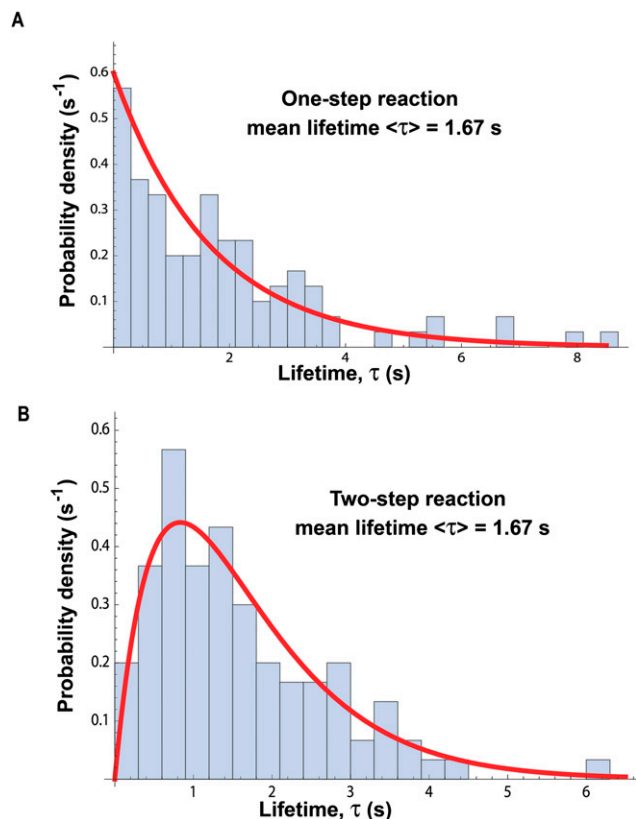 A
Probability density (s⁻¹)
0.6
0.5
0.4
0.3
0.2
0.1
One-step reaction
mean lifetime <τ> = 1.67 s
2 4 6 8
Lifetime, τ (s)
B
Probability density (s⁻¹)
0.6
0.5
0.4
0.3
0.2
0.1
Two-step reaction
mean lifetime <τ> = 1.67 s
1 2 3 4 5 6
Lifetime, τ (s)